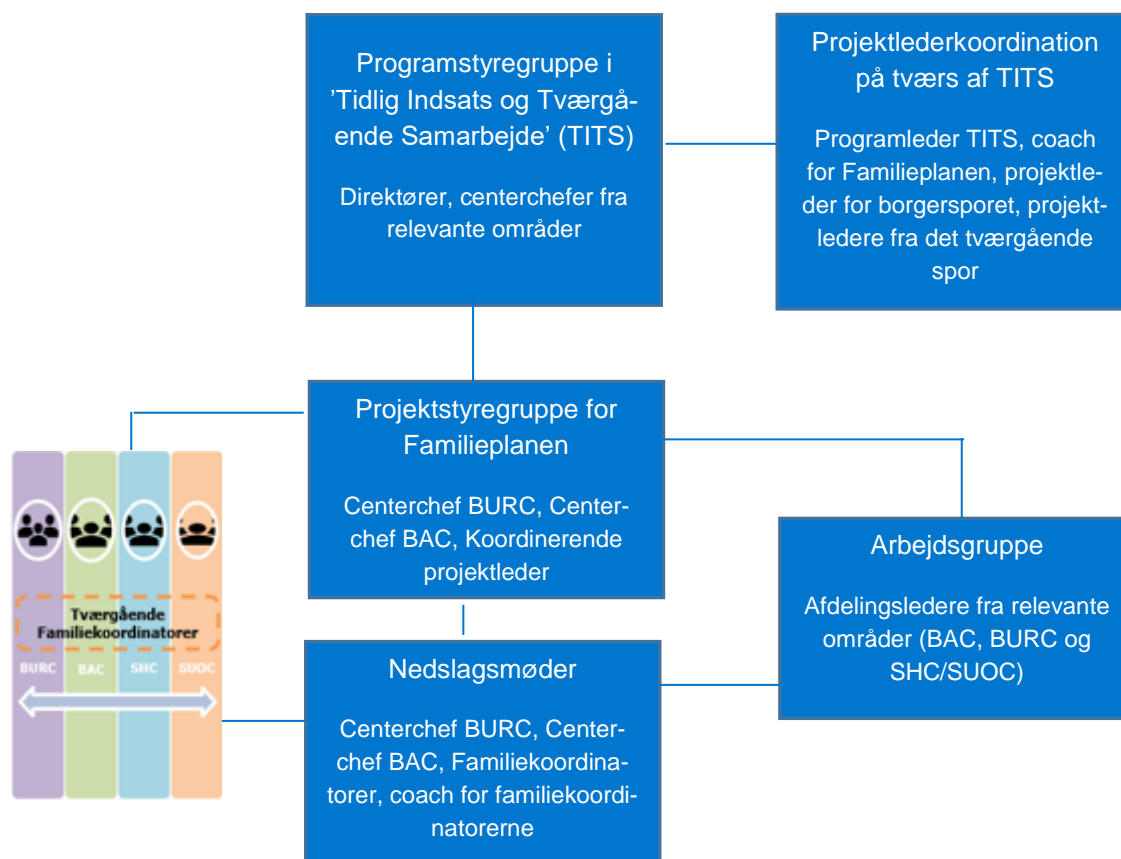 Programstyregruppe i
’Tidlig Indsats og Tværgå-
ende Samarbejde’ (TITS)
Direktører, centerchefer fra
relevante områder
Projektlederkoordination
på tværs af TITS
Programleder TITS, coach
for Familieplanen, projektle-
der for borgersporet, projekt-
ledere fra det tværgående
spor
Projektstyregruppe for
Familieplanen
Centerchef BURC, Center-
chef BAC, Koordinerende
projektleder
Tværgående
Familiekoordinatorer
BURC BAC SHC SUOC
Arbejdsgruppe
Afdelingsledere fra relevante
områder (BAC, BURC og
SHC/SUOC)
Nedslagsmøder
Centerchef BURC, Center-
chef BAC, Familiekoordina-
torer, coach for familiekoordi-
natorerne